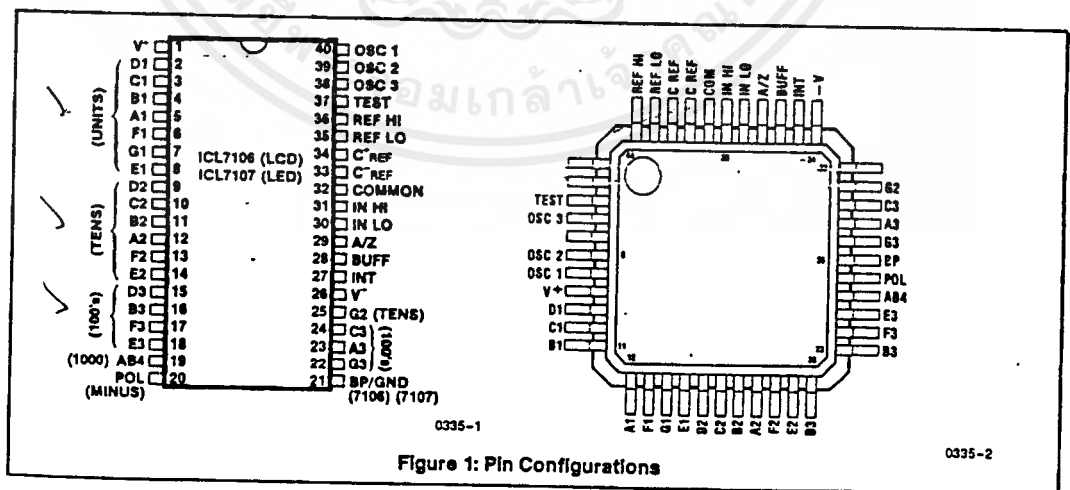 V- 1
D1 2
C1 3
B1 4
A1 5
F1 6
G1 7
E1 8
D2 9
C2 10
B2 11
A2 12
F2 13
E2 14
D3 15
B3 16
F3 17
E3 18
(1000) AB4 19
POL 20
(MINUS)
(UNITS)
(TENS)
(100's)
ICL7106 (LCD)
ICL7107 (LED)
40 OSC 1
39 OSC 2
38 OSC 3
37 TEST
36 REF HI
35 REF LO
34 C-REF
33 C-REF
32 COMMON
31 IN HI
30 IN LO
29 A/Z
28 BUFF
27 INT
26 V-
25 G2 (TENS)
24 C3
23 A3
22 G3
(100's)
21 BP/GND
(7106) (7107)
0335-1
REF HI
REF LO
C REF
C REF
COM
IN HI
IN LO
A/Z
BUFF
INT
-V
TEST
OSC 3
OSC 2
OSC 1
V+
D1
C1
B1
11
12
G2
C3
A3
G3
EP
POL
AB4
E3
F3
B3
A1
F1
G1
E1
D2
C2
B2
A2
F2
E2
B3
0335-2
Figure 1: Pin Configurations